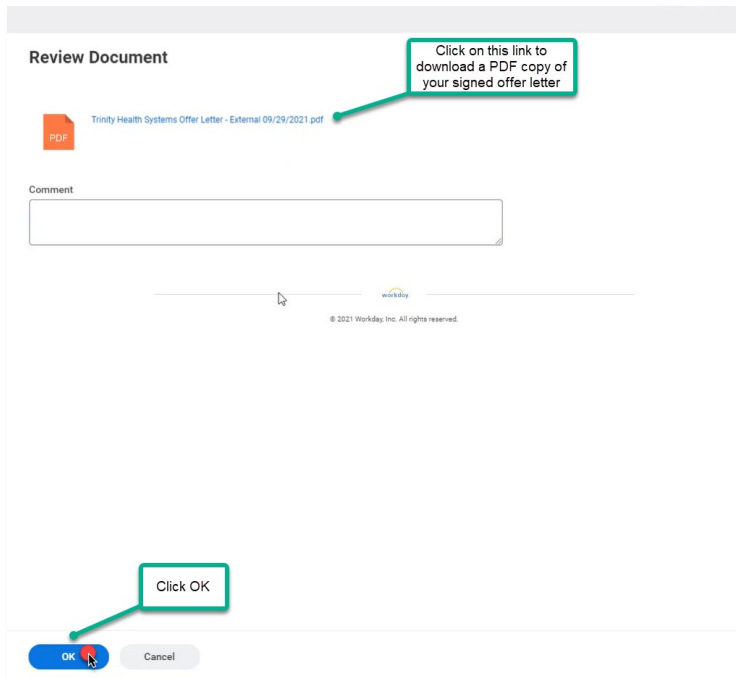 Review Document
Click on this link to
download a PDF copy of
your signed offer letter
PDF
Trinity Health Systems Offer Letter - External 09/29/2021.pdf
Comment
workday.
© 2021 Workday, Inc. All rights reserved.
Click OK
OK
Cancel